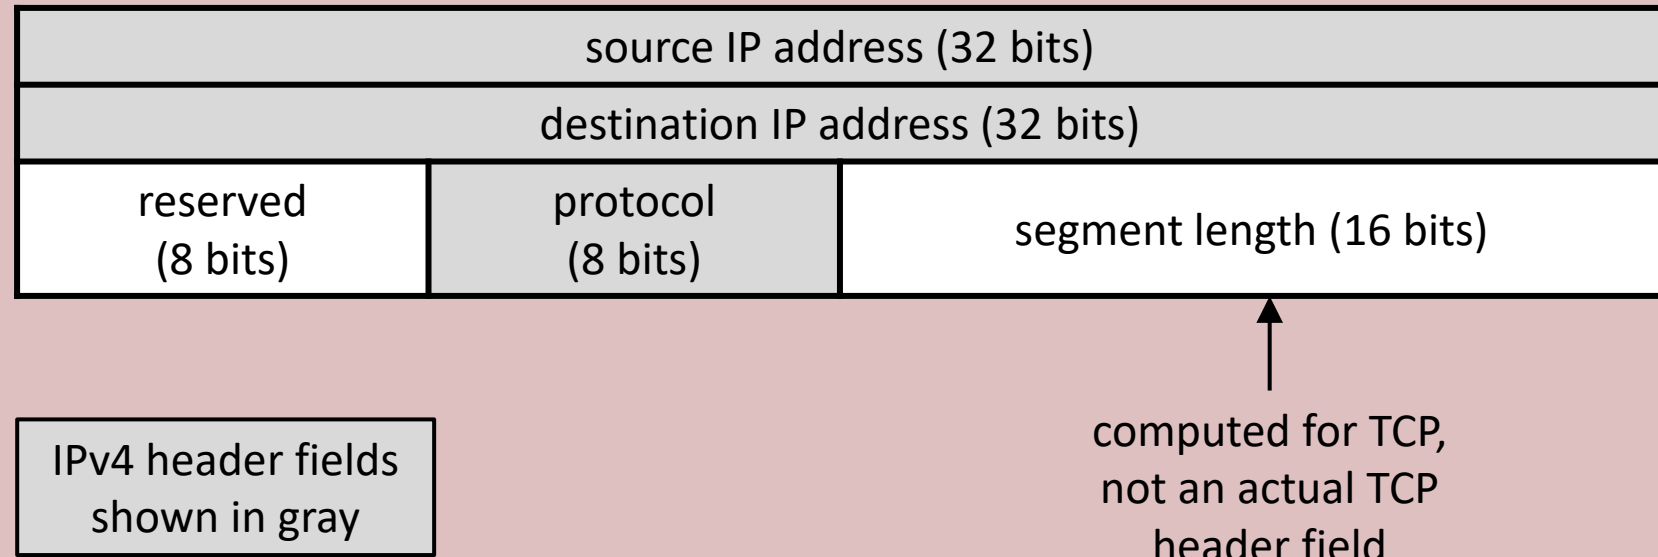 source IP address (32 bits)
destination IP address (32 bits)
reserved
(8 bits)
protocol
(8 bits)
segment length (16 bits)
IPv4 header fields
shown in gray
computed for TCP,
not an actual TCP
header field